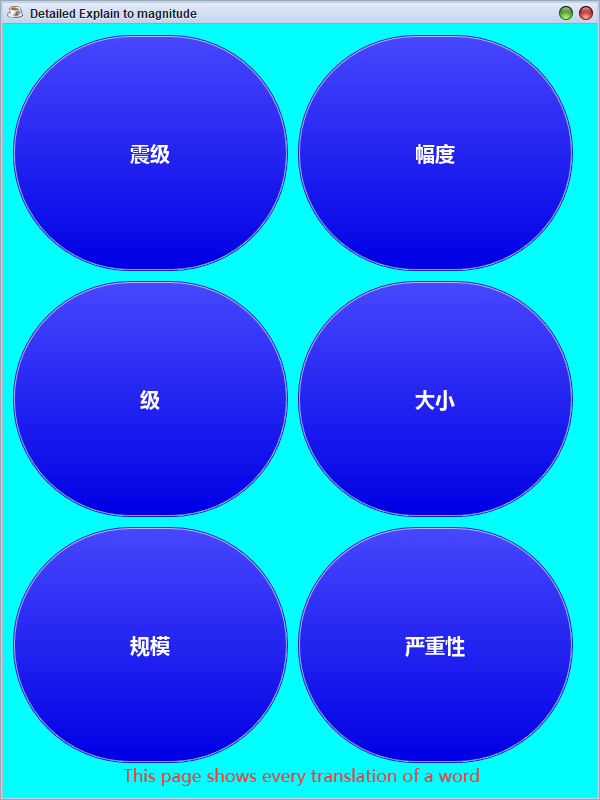 Detailed Explain to magnitude
震级
幅度
级
大小
规模
严重性
This page shows every translation of a word